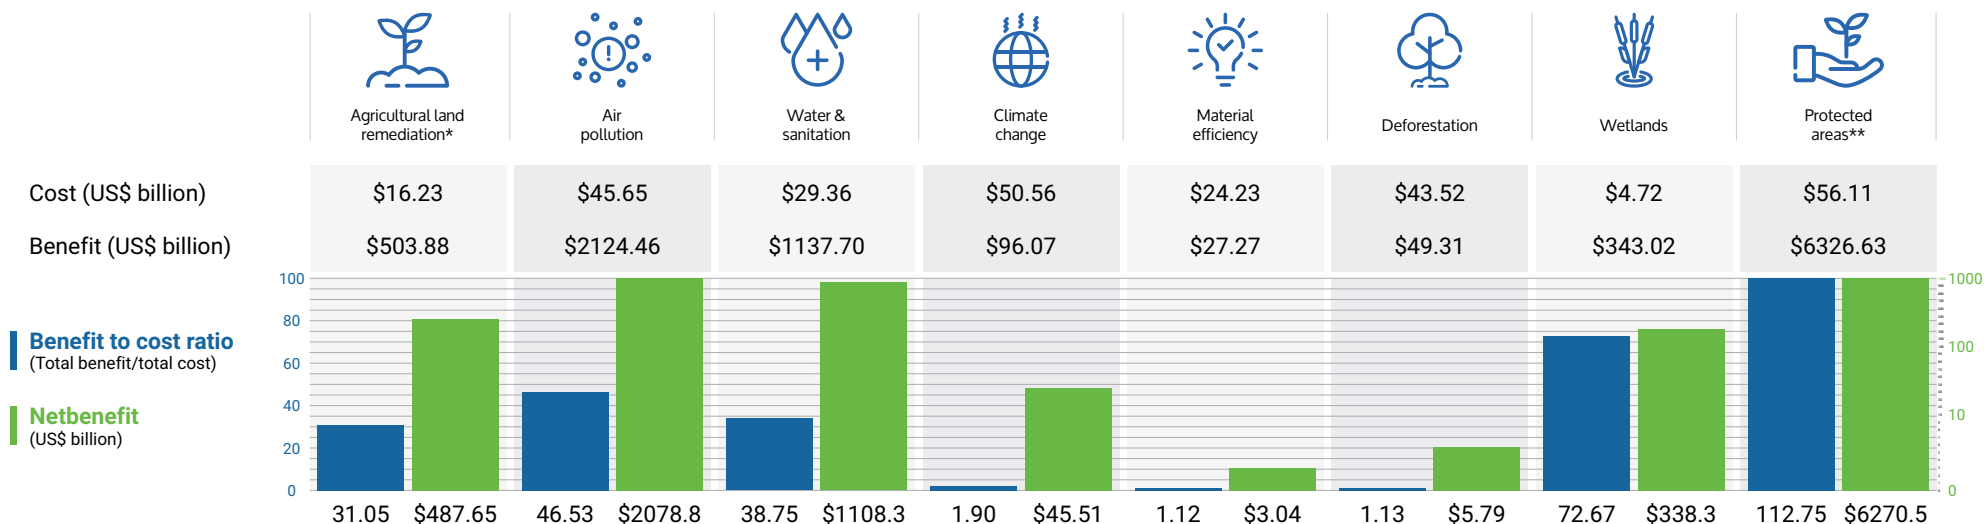 Agricultural land
remediation*
Air
pollution
Water &
sanitation
Climate
change
Material
efficiency
Deforestation
Wetlands
Protected
areas**
Cost (US$ billion) $16.23 $45.65 $29.36 $50.56 $24.23 $43.52 $4.72 $56.11
Benefit (US$ billion) $503.88 $2124.46 $1137.70 $96.07 $27.27 $49.31 $343.02 $6326.63
100
80
60
40
20
0
Benefit to cost ratio
(Total benefit/total cost)
Netbenefit
(US$ billion)
1000
100
10
0
31.05 $487.65 46.53 $2078.8 38.75 $1108.3 1.90 $45.51 1.12 $3.04 1.13 $5.79 72.67 $338.3 112.75 $6270.5